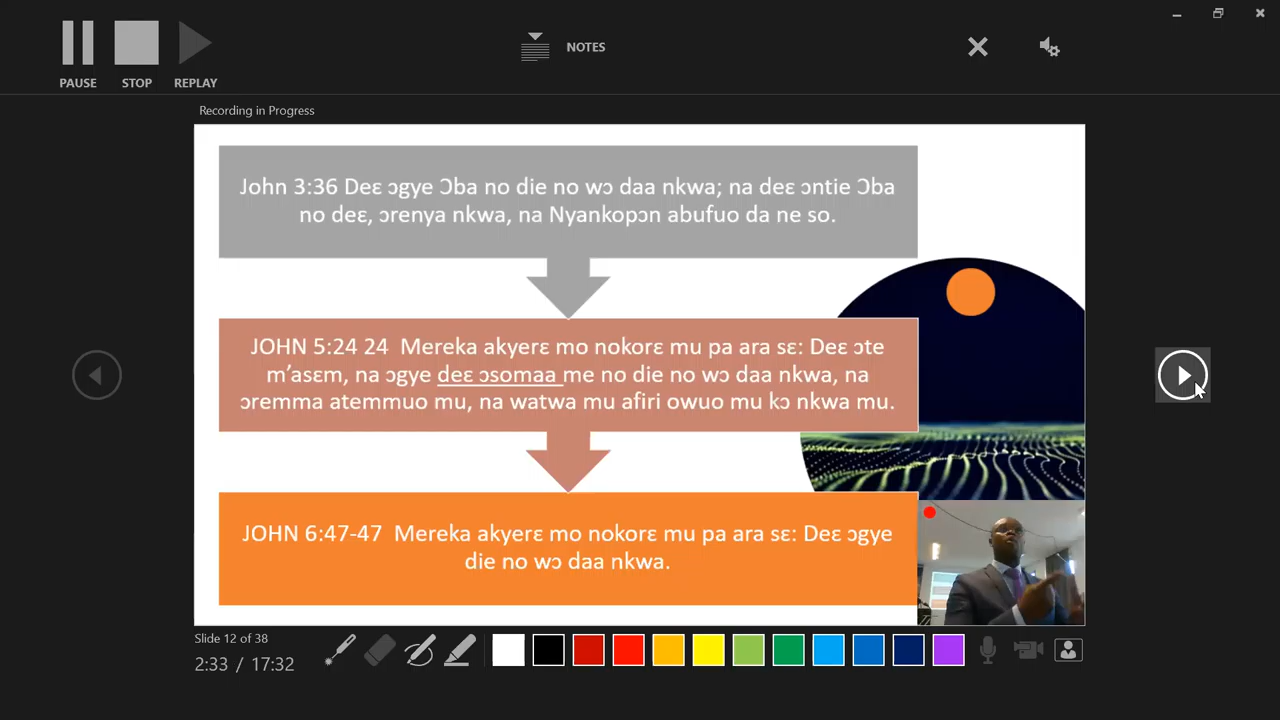 NOTES
PAUSE
STOP
REPLAY
Recording in Progress
John 3:36 Deɛ ɔgye Ɔba no die no wɔ daa nkwa; na deɛ ɔntie Ɔba
no deɛ, ɔrenya nkwa, na Nyankopɔn abufuo da ne so.
JOHN 5:24 24 Mereka akyerɛ mo nokorɛ mu pa ara sɛ: Deɛ ɔte
m’asɛm, na ɔgye deɛ ɔsomaa me no die no wɔ daa nkwa, na
ɔremma atemmuo mu, na watwa mu afiri owuo mu kɔ nkwa mu.
JOHN 6:47-47 Mereka akyerɛ mo nokorɛ mu pa ara sɛ: Deɛ ɔgye
die no wɔ daa nkwa.
Slide 12 of 38
2:33 / 17:32